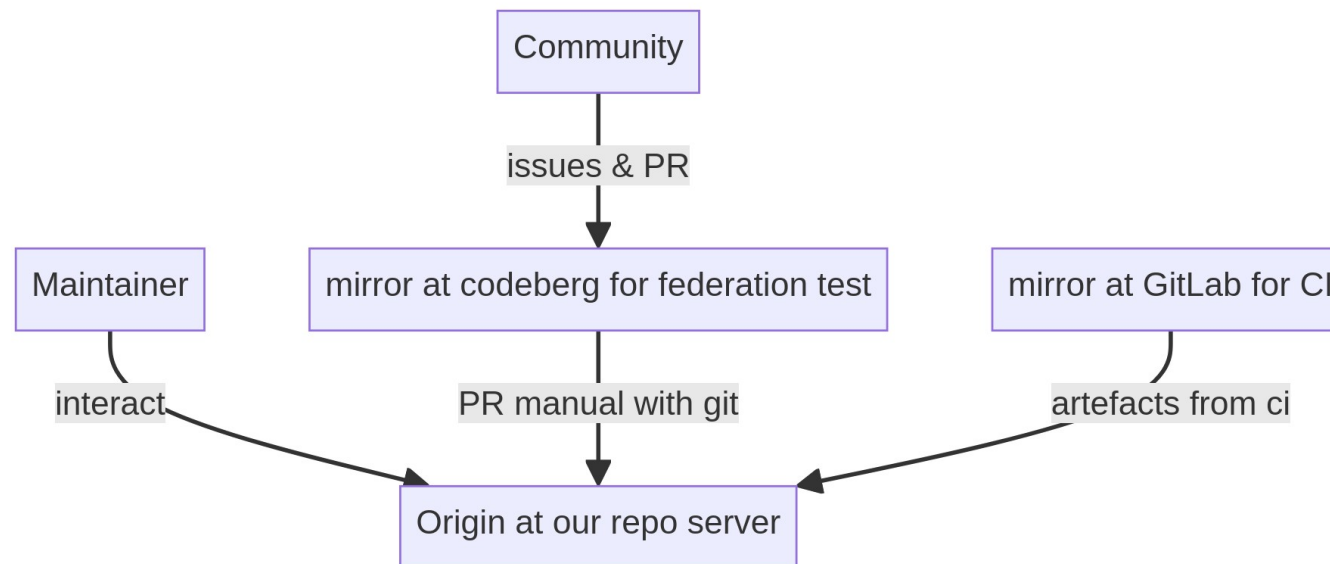 Community
issues & PR
Maintainer
mirror at codeberg for federation test
mirror at GitLab for CI
interact
PR manual with git
artefacts from ci
Origin at our repo server